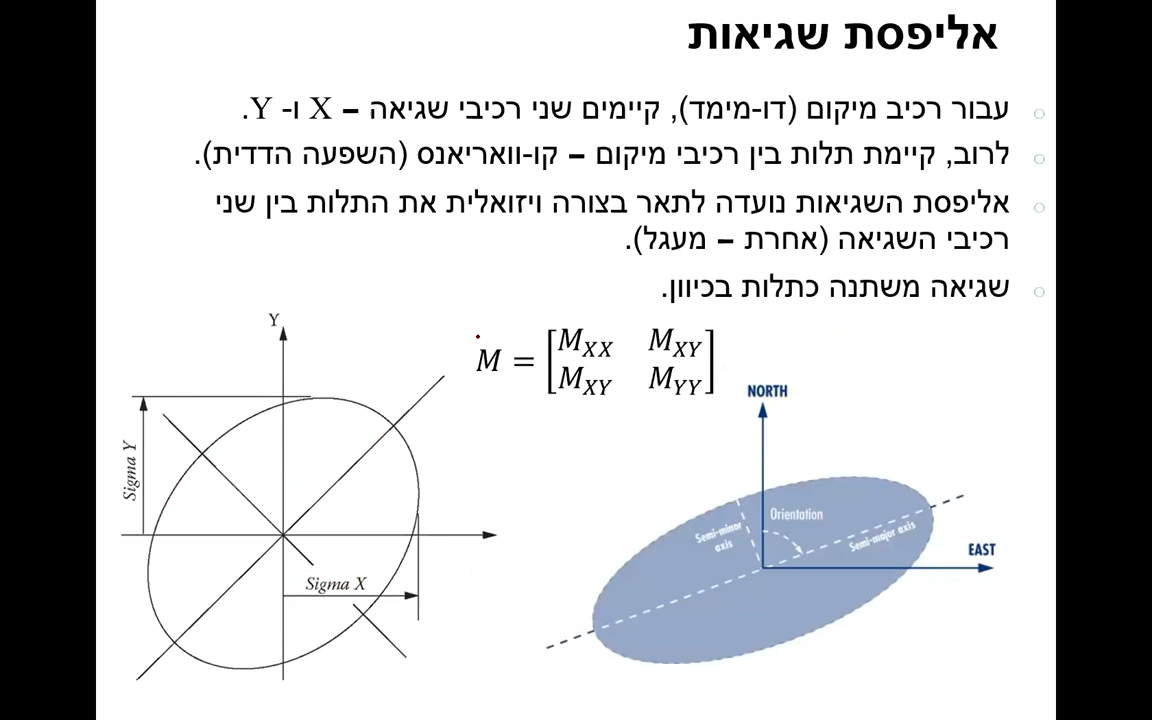 אליפסת שגיאות
עבור רכיב מיקום (דו-מימד), קיימים שני רכיבי שגיאה – X ו- Y.
לרוב, קיימת תלות בין רכיבי מיקום – קו-וואריאנס (השפעה הדדית).
אליפסת השגיאות נועדה לתאר בצורה ויזואלית את התלות בין שני
רכיבי השגיאה (אחרת – מעגל).
שגיאה משתנה כתלות בכיוון.
M = [M_XX M_XY
M_XY M_YY]
Y
Sigma Y
Sigma X
NORTH
Orientation
Semi-minor
axis
Semi-major axis
EAST